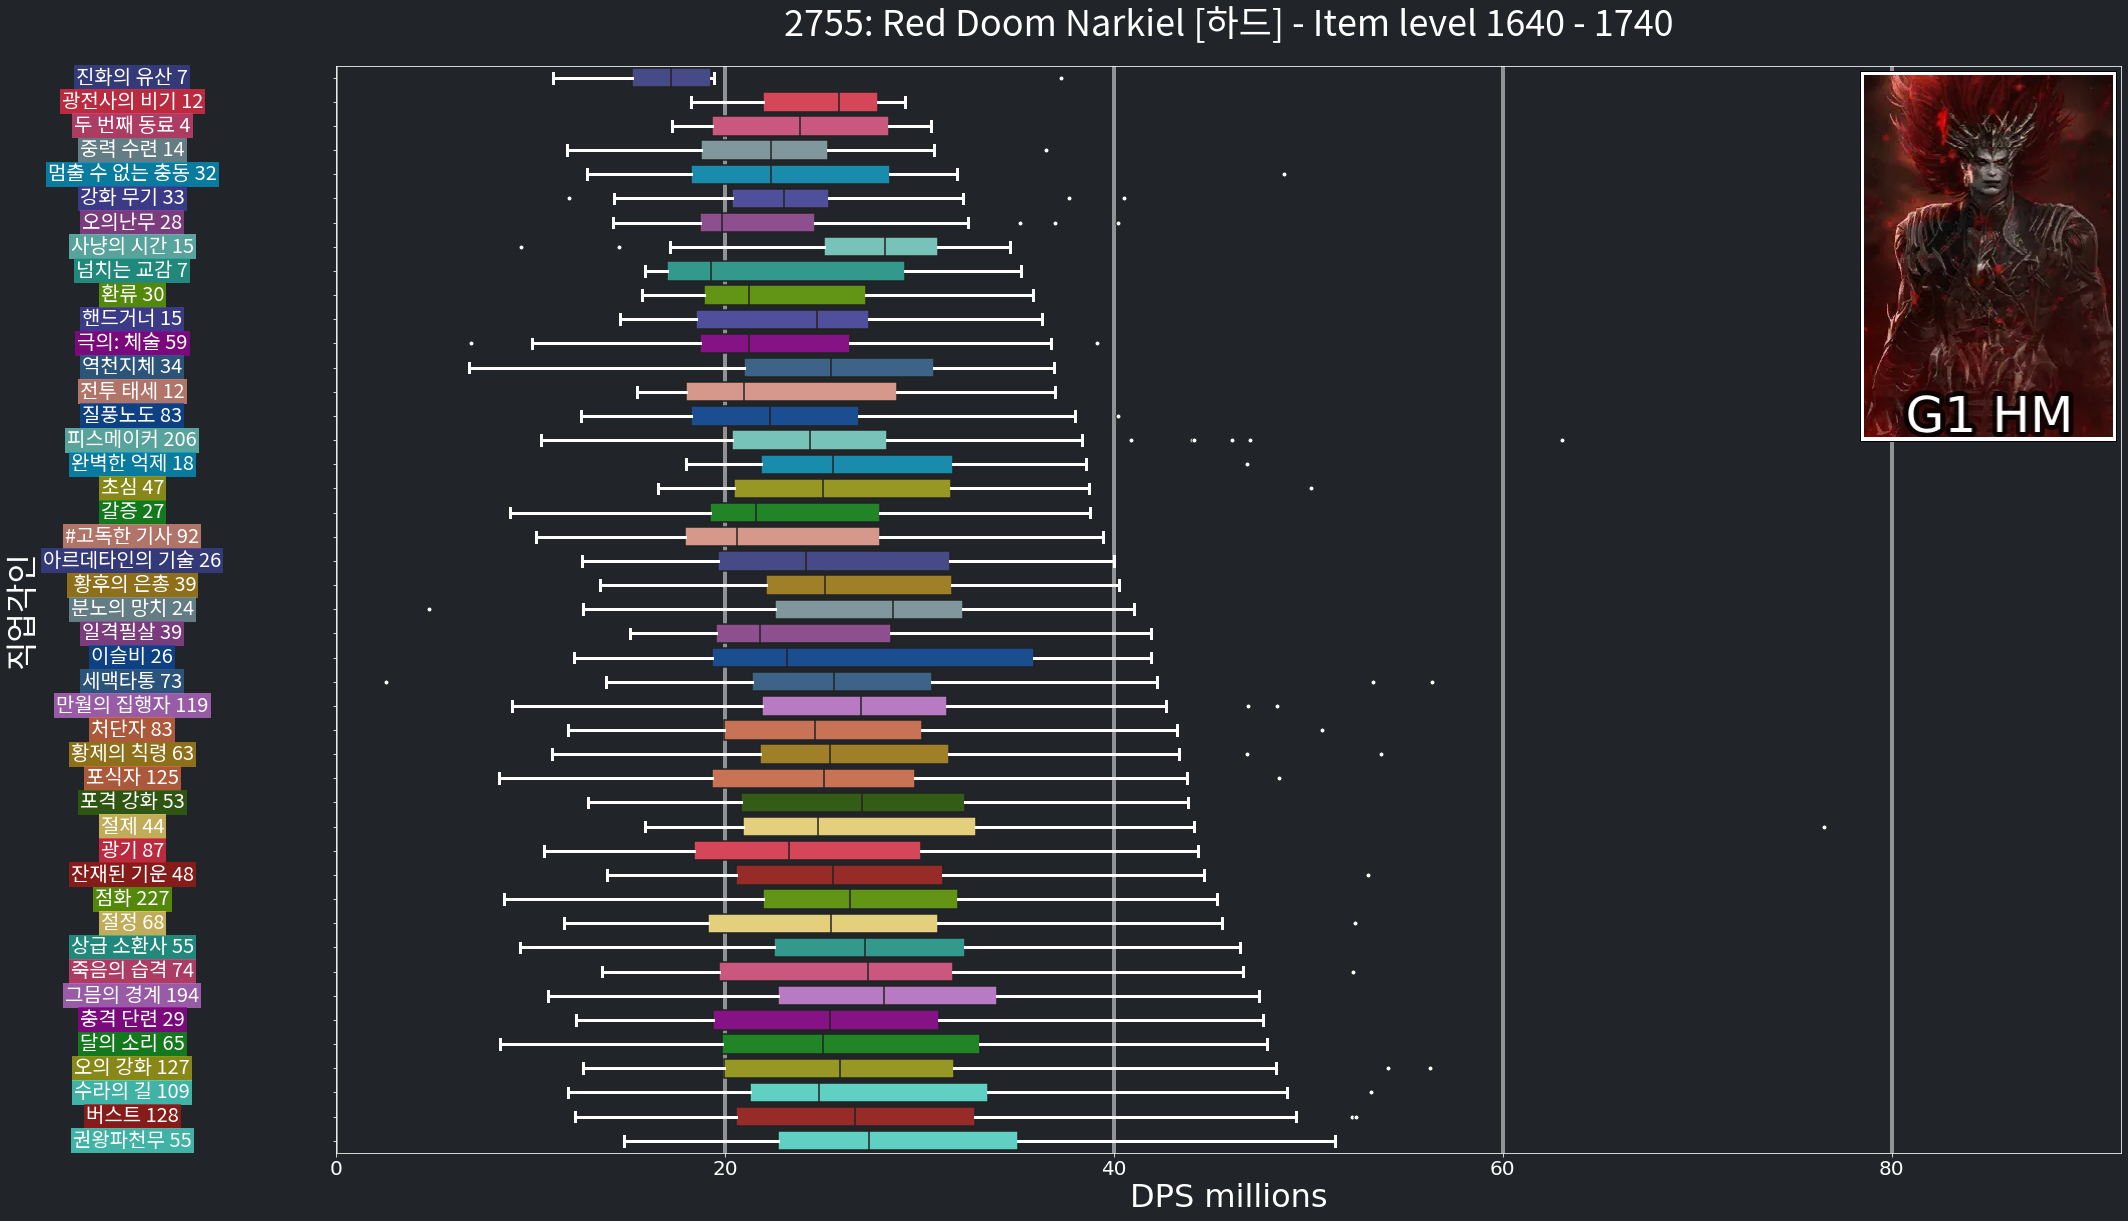 2755: Red Doom Narkiel [하드] - Item level 1640 - 1740
진화의 유산 7
광전사의 비기 12
두 번째 동료 4
중력 수련 14
멈출 수 없는 충동 32
강화 무기 33
오의난무 28
사냥의 시간 15
넘치는 교감 7
환류 30
핸드거너 15
극의: 체술 59
역천지체 34
전투 태세 12
질풍노도 83
피스메이커 206
완벽한 억제 18
초심 47
갈증 27
#고독한 기사 92
아르데타인의 기술 26
황후의 은총 39
분노의 망치 24
일격필살 39
이슬비 26
세맥타통 73
만월의 집행자 119
처단자 83
황제의 칙령 63
포식자 125
포격 강화 53
절제 44
광기 87
잔재된 기운 48
점화 227
절정 68
상급 소환사 55
죽음의 습격 74
그믐의 경계 194
충격 단련 29
달의 소리 65
오의 강화 127
수라의 길 109
버스트 128
권왕파천무 55
직업각인
G1 HM
0 20 40 60 80
DPS millions